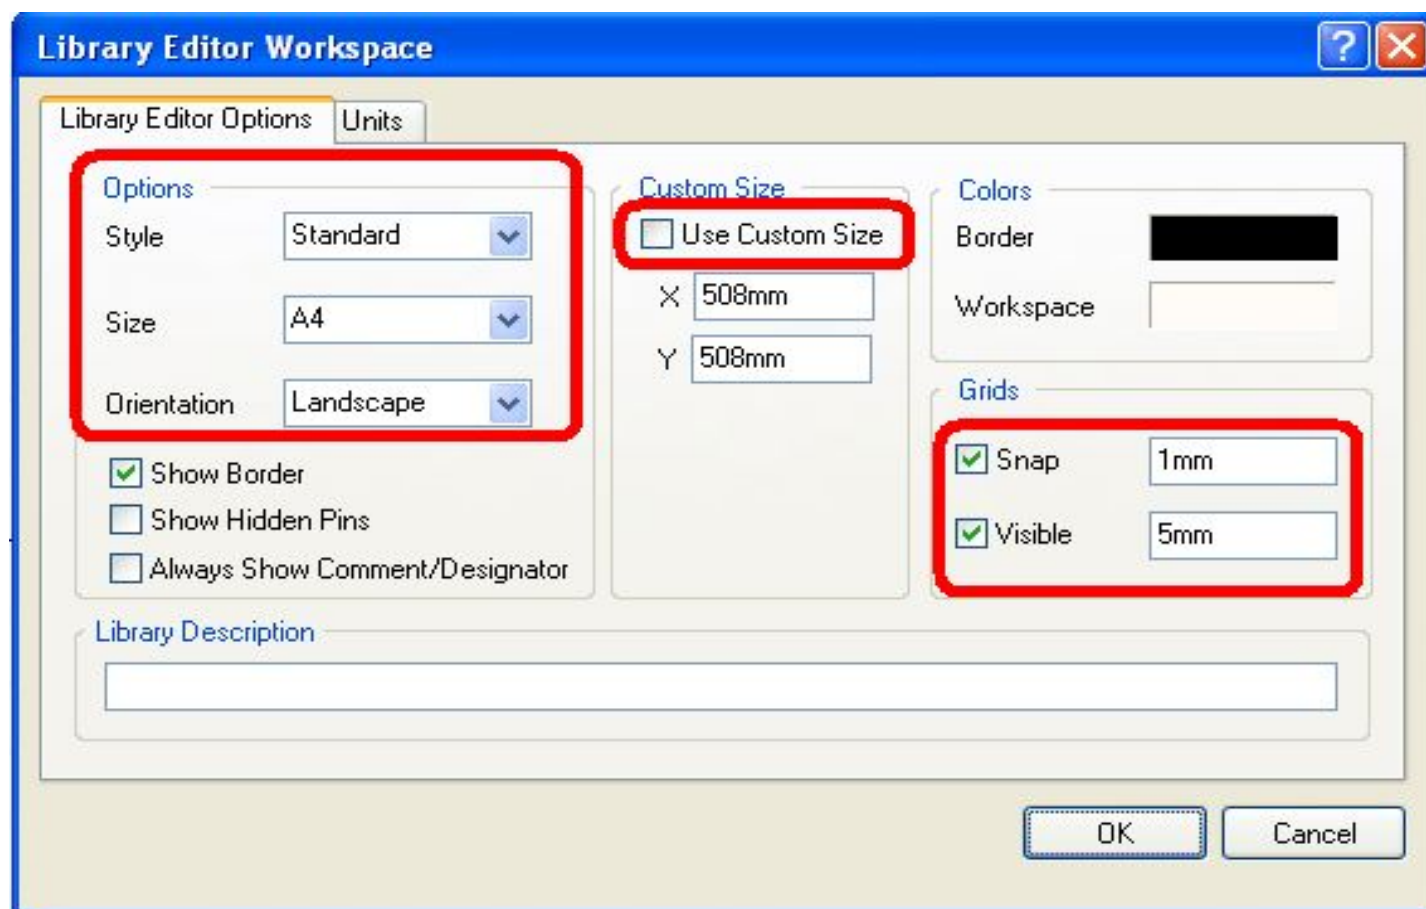 Library Editor Workspace
Library Editor Options Units
Options
Style Standard
Size A4
Orientation Landscape
Show Border
Show Hidden Pins
Always Show Comment/Designator
Custom Size
Use Custom Size
X 508mm
Y 508mm
Colors
Border
Workspace
Grids
Snap 1mm
Visible 5mm
Library Description
OK Cancel